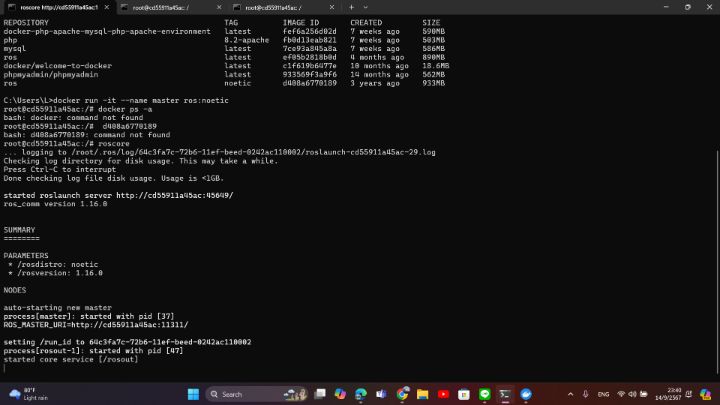 roscore http://cd55911a45ac:1
root@cd55911a45ac: /
root@cd55911a45ac: /
REPOSITORY TAG IMAGE ID CREATED SIZE
docker-php-apache-mysql-php-apache-environment latest fef6a256d02d 7 weeks ago 590MB
php 8.2-apache fb0d13eab821 7 weeks ago 503MB
mysql latest 7ce93a845a8a 7 weeks ago 586MB
ros latest ef05b2818b0d 4 months ago 890MB
docker/welcome-to-docker latest c1f619b6477e 10 months ago 18.6MB
phpmyadmin/phpmyadmin latest 933569f3a9f6 14 months ago 562MB
ros noetic d408a6770189 3 years ago 933MB
C:\Users\L>docker run -it --name master ros:noetic
root@cd55911a45ac:/# docker ps -a
bash: docker: command not found
root@cd55911a45ac:/#  d408a6770189
bash: d408a6770189: command not found
root@cd55911a45ac:/# roscore
... logging to /root/.ros/log/64c3fa7c-72b6-11ef-beed-0242ac110002/roslaunch-cd55911a45ac-29.log
Checking log directory for disk usage. This may take a while.
Press Ctrl-C to interrupt
Done checking log file disk usage. Usage is <1GB.
started roslaunch server http://cd55911a45ac:45649/
ros_comm version 1.16.0
SUMMARY
========
PARAMETERS
* /rosdistro: noetic
* /rosversion: 1.16.0
NODES
auto-starting new master
process[master]: started with pid [37]
ROS_MASTER_URI=http://cd55911a45ac:11311/
setting /run_id to 64c3fa7c-72b6-11ef-beed-0242ac110002
process[rosout-1]: started with pid [47]
started core service [/rosout]
80°F
Light rain
Search
ENG
23:40
14/9/2567